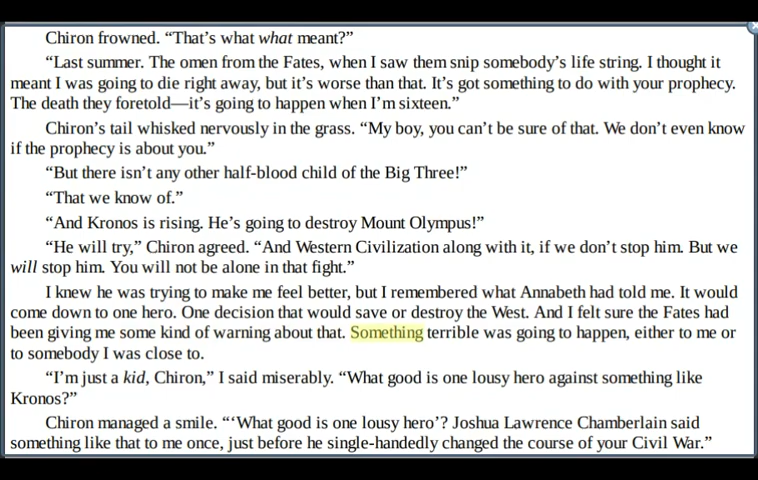 Chiron frowned. “That’s what what meant?”
“Last summer. The omen from the Fates, when I saw them snip somebody’s life string. I thought it
meant I was going to die right away, but it’s worse than that. It’s got something to do with your prophecy.
The death they foretold—it’s going to happen when I’m sixteen.”
Chiron’s tail whisked nervously in the grass. “My boy, you can’t be sure of that. We don’t even know
if the prophecy is about you.”
“But there isn’t any other half-blood child of the Big Three!”
“That we know of.”
“And Kronos is rising. He’s going to destroy Mount Olympus!”
“He will try,” Chiron agreed. “And Western Civilization along with it, if we don’t stop him. But we
will stop him. You will not be alone in that fight.”
I knew he was trying to make me feel better, but I remembered what Annabeth had told me. It would
come down to one hero. One decision that would save or destroy the West. And I felt sure the Fates had
been giving me some kind of warning about that. Something terrible was going to happen, either to me or
to somebody I was close to.
“I’m just a kid, Chiron,” I said miserably. “What good is one lousy hero against something like
Kronos?”
Chiron managed a smile. “‘What good is one lousy hero’? Joshua Lawrence Chamberlain said
something like that to me once, just before he single-handedly changed the course of your Civil War.”